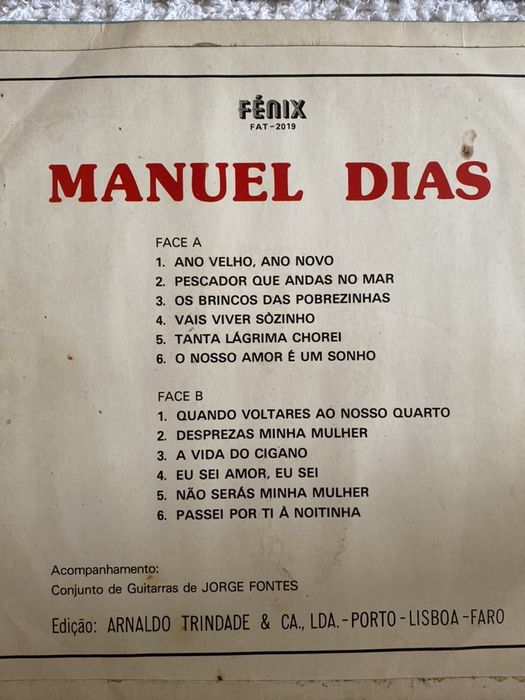 FÉNIX
FAT-2019
MANUEL DIAS
FACE A
1. ANO VELHO, ANO NOVO
2. PESCADOR QUE ANDAS NO MAR
3. OS BRINCOS DAS POBREZINHAS
4. VAIS VIVER SÒZINHO
5. TANTA LÁGRIMA CHOREI
6. O NOSSO AMOR É UM SONHO
FACE B
1. QUANDO VOLTARES AO NOSSO QUARTO
2. DESPREZAS MINHA MULHER
3. A VIDA DO CIGANO
4. EU SEI AMOR, EU SEI
5. NÃO SERÁS MINHA MULHER
6. PASSEI POR TI À NOITINHA
Acompanhamento:
Conjunto de Guitarras de JORGE FONTES
Edição: ARNALDO TRINDADE & CA., LDA.-PORTO-LISBOA-FARO